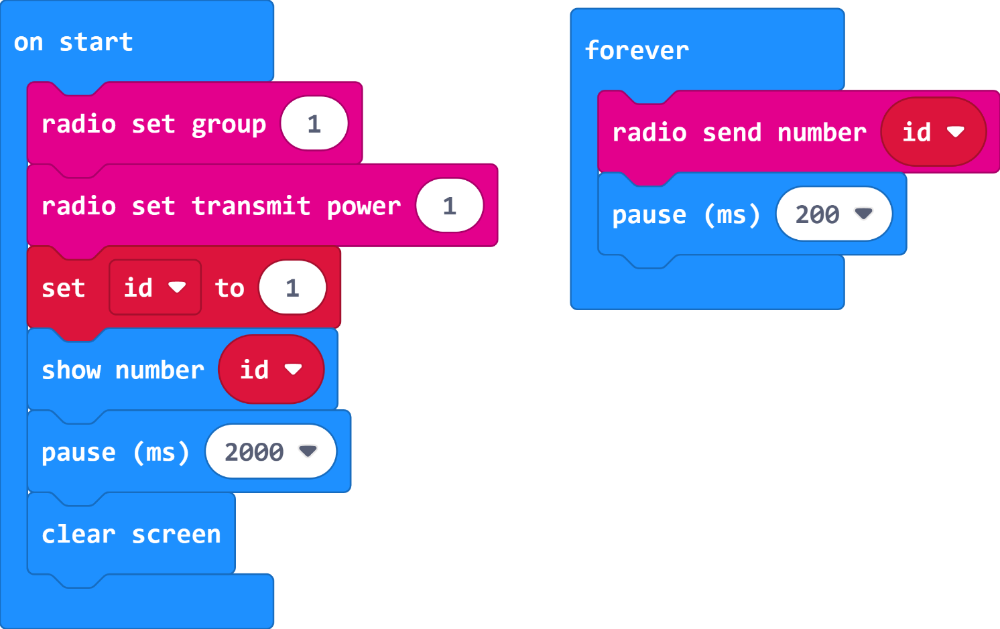 on start
radio set group 1
radio set transmit power 1
set id to 1
show number id
pause (ms) 2000
clear screen
forever
radio send number id
pause (ms) 200